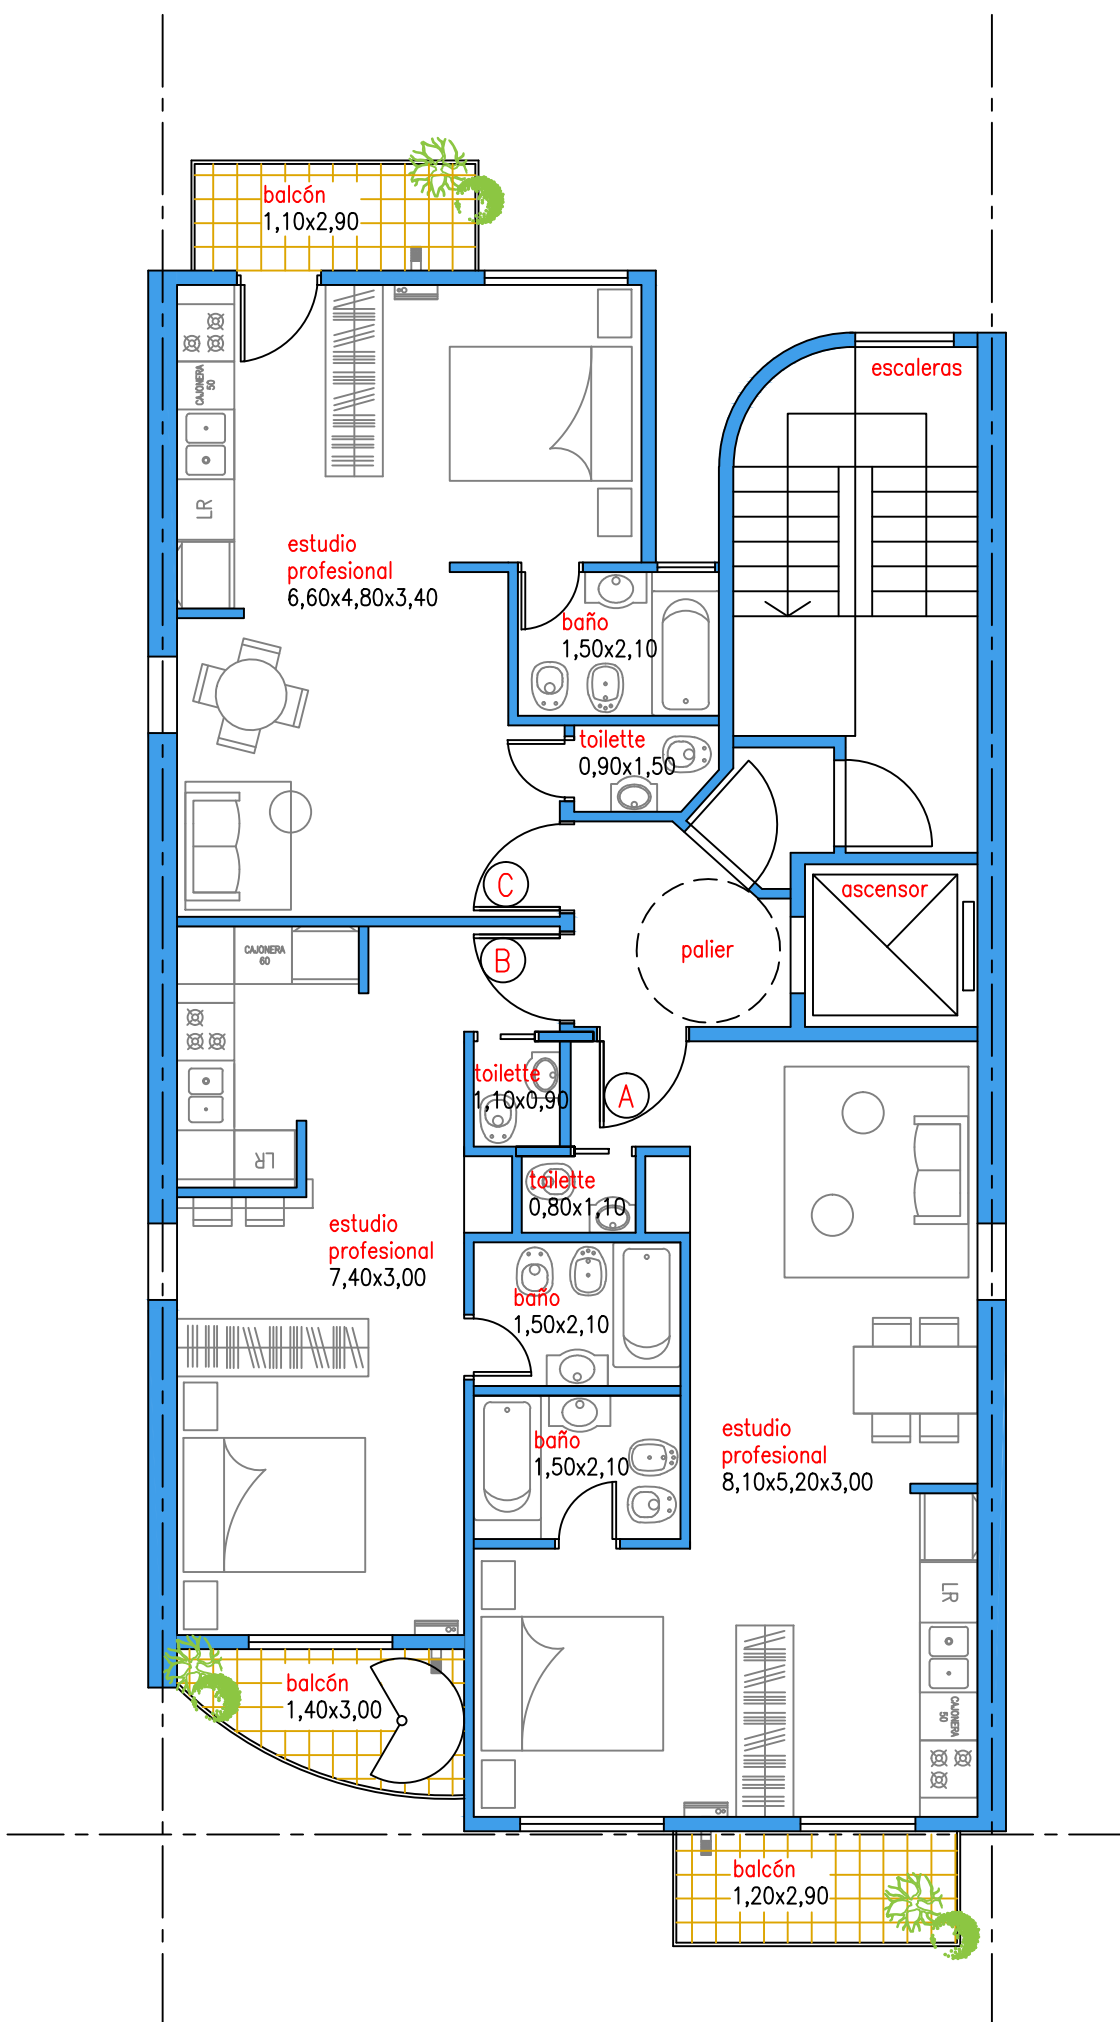 balcón
1,10x2,90
escaleras
CAJONERA
50
LR
estudio
profesional
6,60x4,80x3,40
baño
1,50x2,10
toilette
0,90x1,50
C
ascensor
palier
B
CAJONERA
60
toilette
1,10x0,90
A
LR
toilette
0,80x1,10
estudio
profesional
7,40x3,00
baño
1,50x2,10
baño
1,50x2,10
estudio
profesional
8,10x5,20x3,00
LR
CAJONERA
50
balcón
1,40x3,00
balcón
1,20x2,90